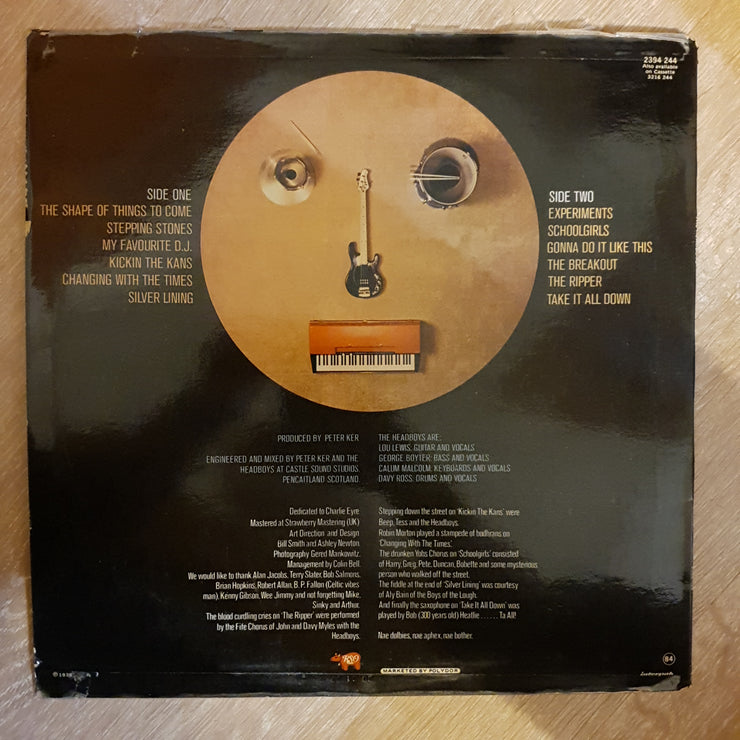 2394 244
Also available
on Cassette
3216 244
SIDE ONE
THE SHAPE OF THINGS TO COME
STEPPING STONES
MY FAVOURITE D.J.
KICKIN THE KANS
CHANGING WITH THE TIMES
SILVER LINING
SIDE TWO
EXPERIMENTS
SCHOOLGIRLS
GONNA DO IT LIKE THIS
THE BREAKOUT
THE RIPPER
TAKE IT ALL DOWN
PRODUCED BY PETER KER
ENGINEERED AND MIXED BY PETER KER AND THE
HEADBOYS AT CASTLE SOUND STUDIOS,
PENCAITLAND SCOTLAND.
THE HEADBOYS ARE;
LOU LEWIS; GUITAR AND VOCALS
GEORGE BOYTER; BASS AND VOCALS
CALUM MALCOLM; KEYBOARDS AND VOCALS
DAVY ROSS; DRUMS AND VOCALS
Dedicated to Charlie Eyre
Mastered at Strawberry Mastering (UK)
Art Direction and Design
Bill Smith and Ashley Newton
Photography Gered Mankowitz.
Management by Colin Bell.
We would like to thank Alan Jacobs, Terry Slater, Bob Salmons,
Brian Hopkins, Robert Allan, B. P. Fallon (Celtic vibes
man), Kenny Gibson, Wee Jimmy and not forgetting Mike,
Sinky and Arthur.
The blood curdling cries on 'The Ripper' were performed
by the Fife Chorus of John and Davy Myles with the
Headboys.
Stepping down the street on 'Kickin The Kans' were
Beep, Tess and the Headboys.
Robin Morton played a stampede of bodhrans on
'Changing With The Times'.
The drunken Yobs Chorus on 'Schoolgirls' consisted
of Harry, Greg, Pete, Duncan, Bobette and some mysterious
person who walked off the street.
The fiddle at the end of 'Silver Lining' was courtesy
of Aly Bain of the Boys of the Lough.
And finally the saxophone on 'Take It All Down' was
played by Bob (300 years old) Heatlie . . . . . . Ta All!
Nae dolbies, nae aphex, nae bother.
RSO
MARKETED BY POLYDOR
84